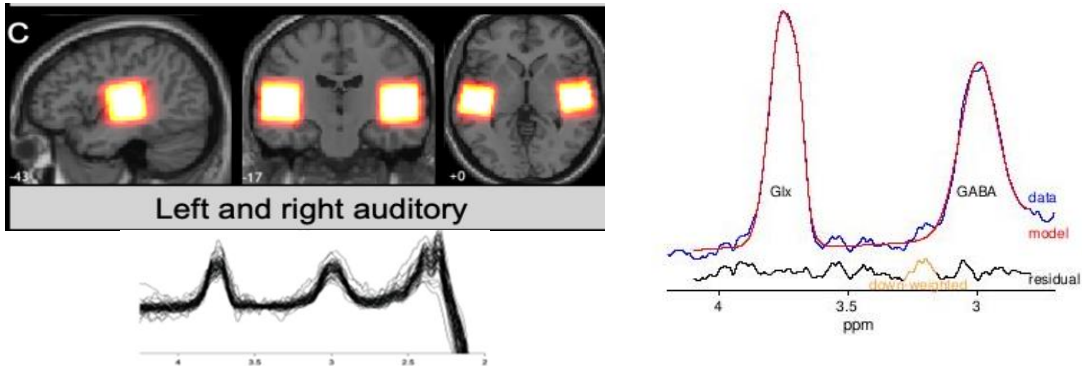 C
-43
-17
+0
Left and right auditory
4
3.5
3
2.5
2
Glx
GABA
data
model
down-weighted
residual
4
3.5
3
ppm